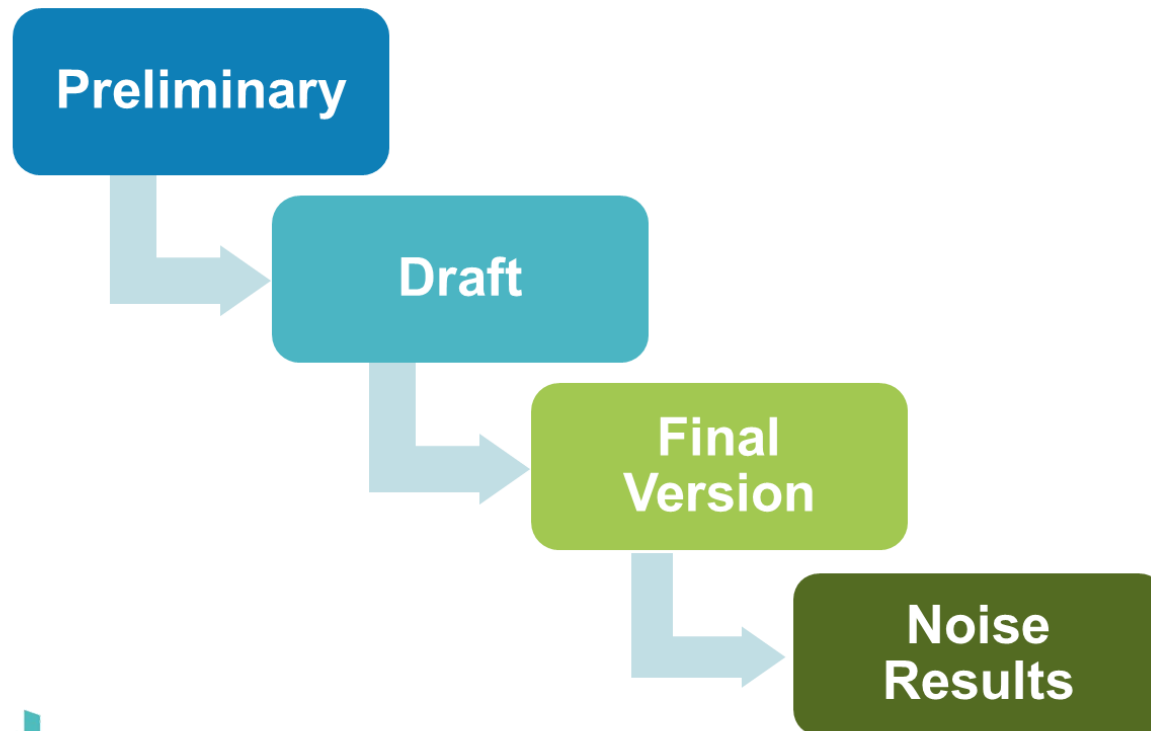 Preliminary
Draft
Final
Version
Noise
Results